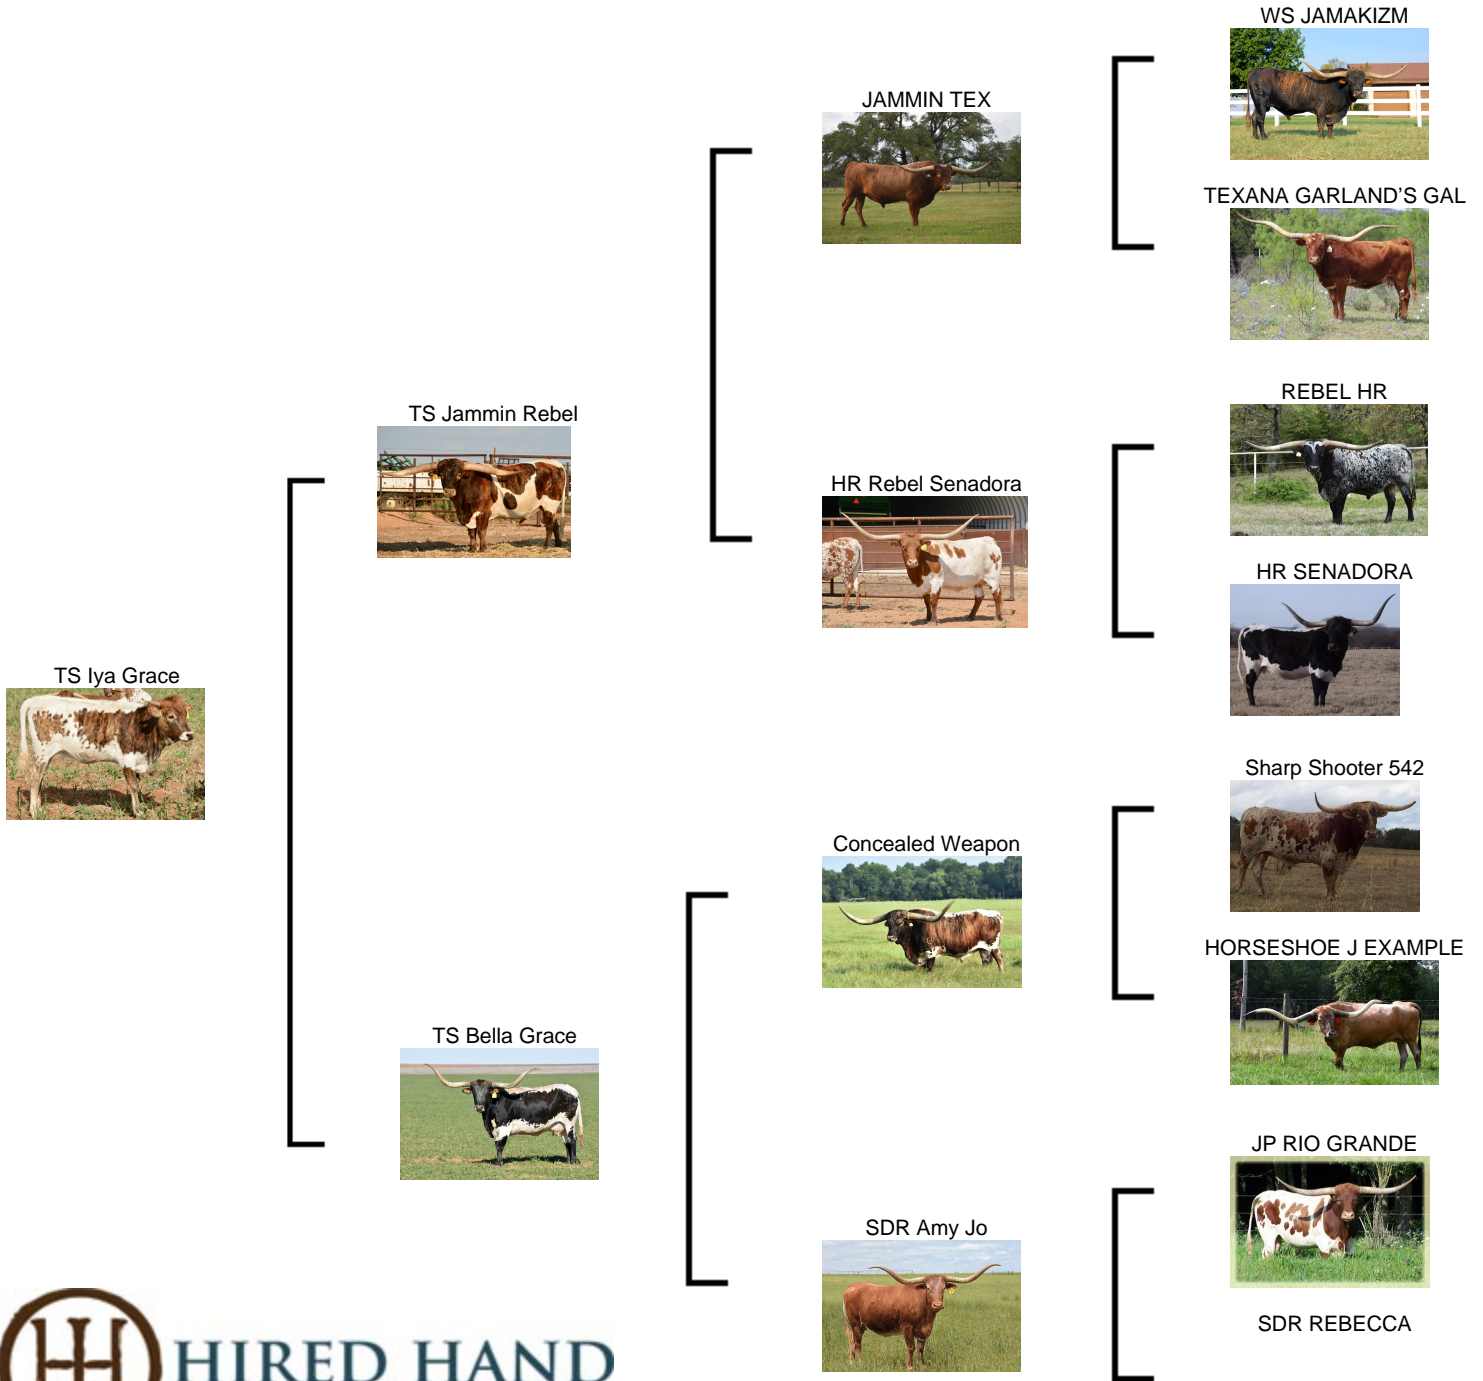 WS JAMAKIZM
JAMMIN TEX
TEXANA GARLAND'S GAL
REBEL HR
TS Jammin Rebel
HR Rebel Senadora
HR SENADORA
TS Iya Grace
Sharp Shooter 542
Concealed Weapon
HORSESHOE J EXAMPLE
TS Bella Grace
JP RIO GRANDE
SDR Amy Jo
SDR REBECCA
HIRED HAND